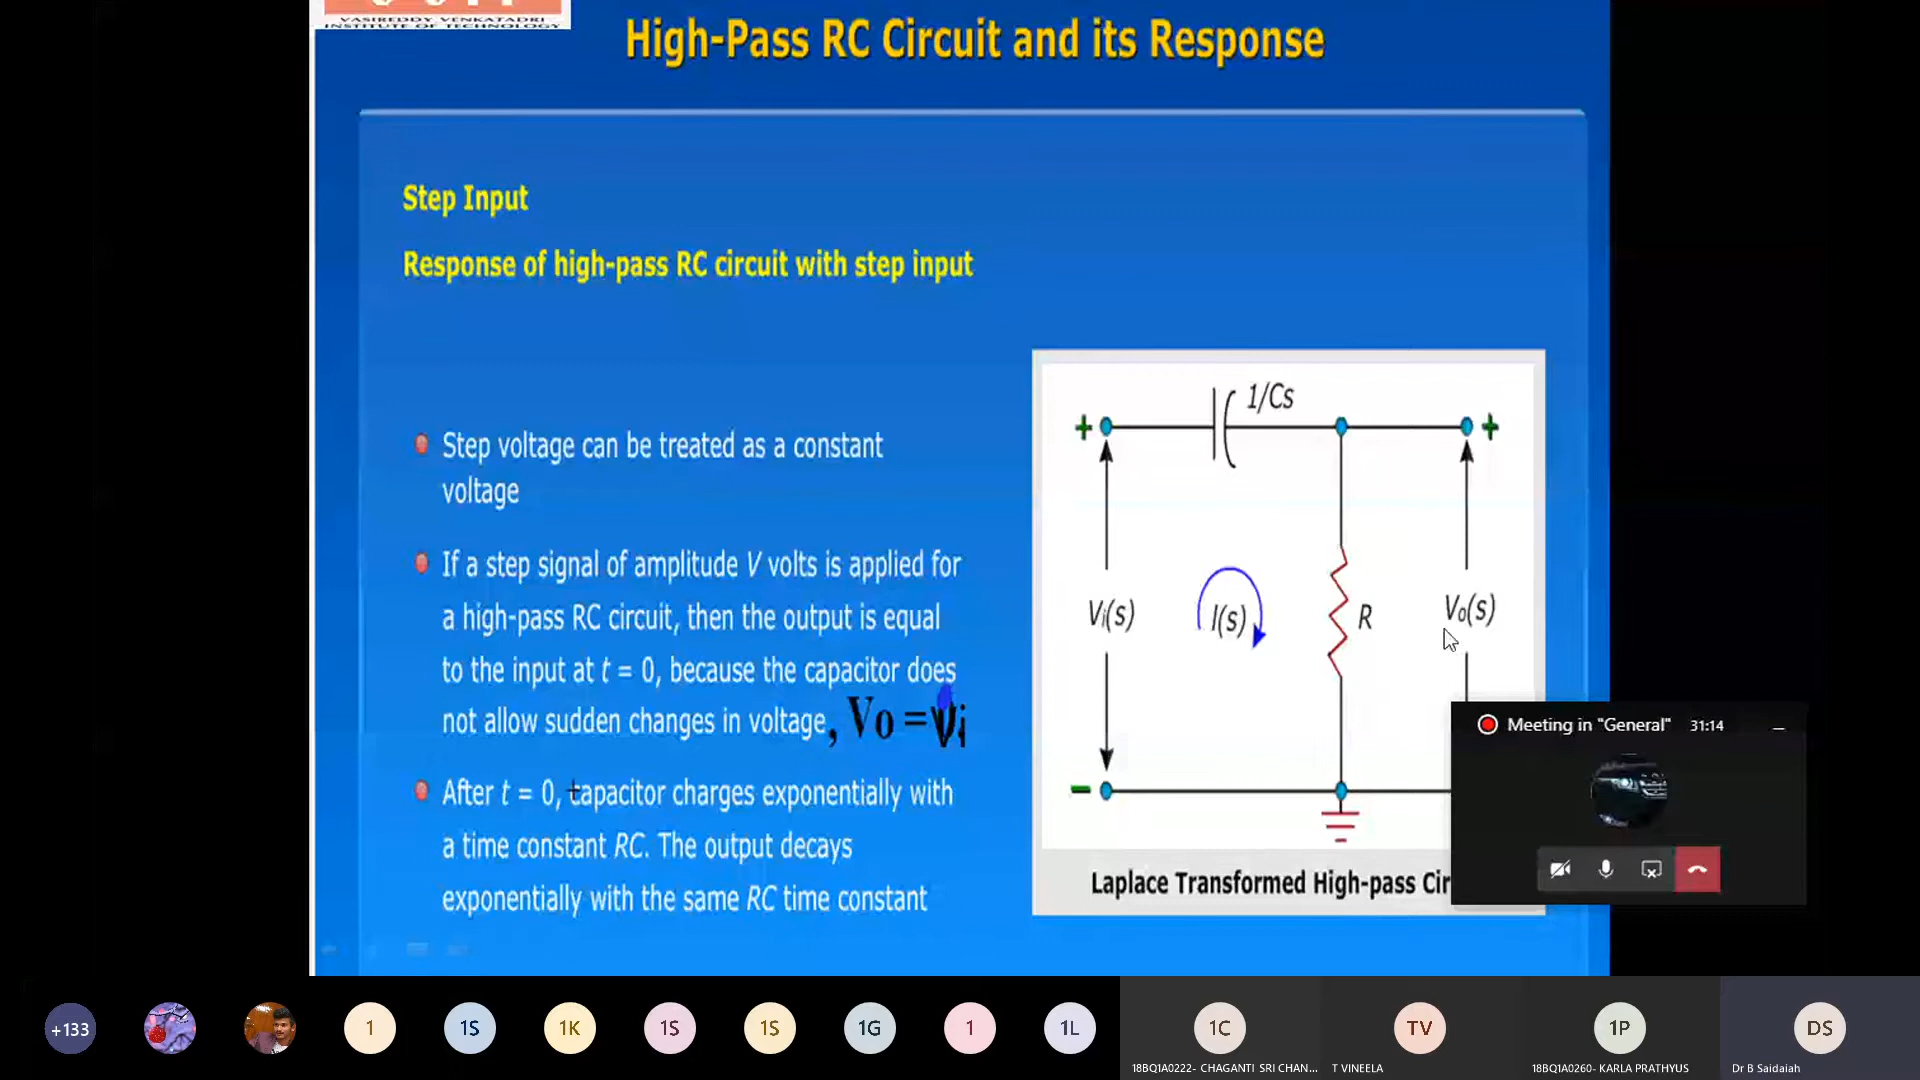 VASIREDDY VENKATADRI
INSTITUTE OF TECHNOLOGY
High-Pass RC Circuit and its Response
Step Input
Response of high-pass RC circuit with step input
Step voltage can be treated as a constant
voltage
If a step signal of amplitude V volts is applied for
a high-pass RC circuit, then the output is equal
to the input at t = 0, because the capacitor does
not allow sudden changes in voltage, Vo =vi
After t = 0, capacitor charges exponentially with
a time constant RC. The output decays
exponentially with the same RC time constant
1/Cs
+ +
Vi(s) I(s) R Vo(s)
–
Laplace Transformed High-pass Cir
Meeting in "General" 31:14
+133 1 1S 1K 1S 1S 1G 1 1L 1C TV 1P DS
18BQ1A0222- CHAGANTI SRI CHAN... T VINEELA 18BQ1A0260- KARLA PRATHYUS Dr B Saidaiah